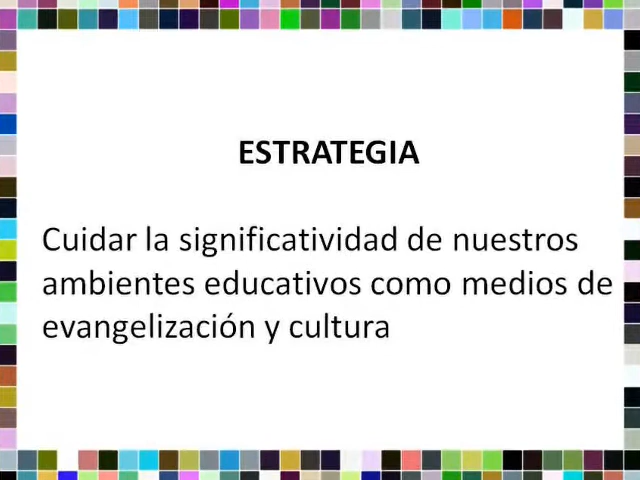 ESTRATEGIA
Cuidar la significatividad de nuestros
ambientes educativos como medios de
evangelización y cultura